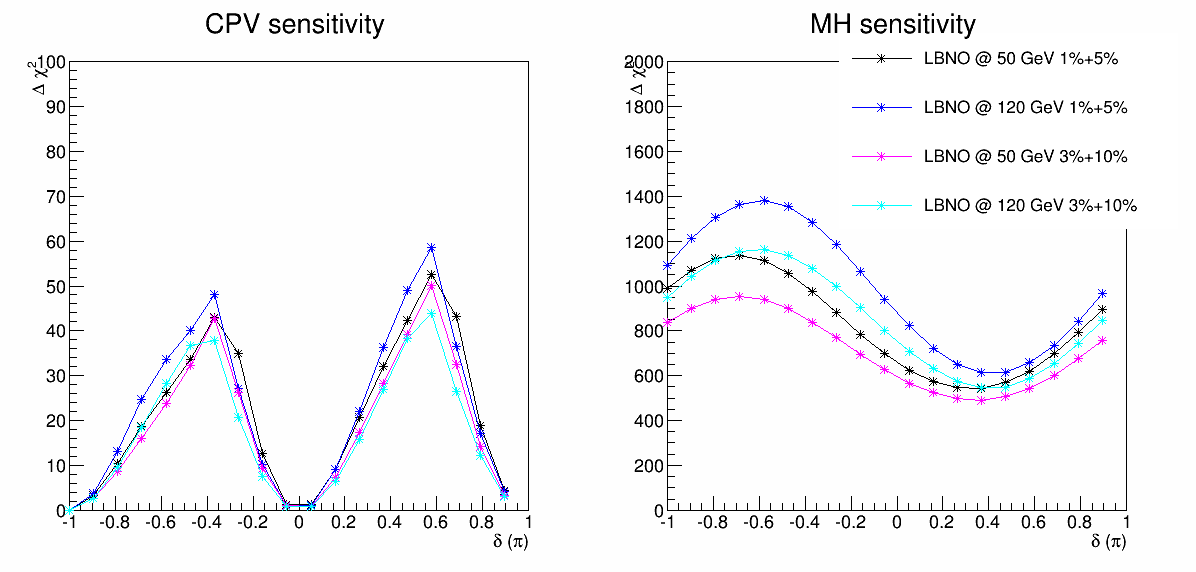 CPV sensitivity
Δ χ²
100
90
80
70
60
50
40
30
20
10
0
-1 -0.8 -0.6 -0.4 -0.2 0 0.2 0.4 0.6 0.8 1
δ (π)
MH sensitivity
Δ χ²
2000
1800
1600
1400
1200
1000
800
600
400
200
0
-1 -0.8 -0.6 -0.4 -0.2 0 0.2 0.4 0.6 0.8 1
δ (π)
LBNO @ 50 GeV 1%+5%
LBNO @ 120 GeV 1%+5%
LBNO @ 50 GeV 3%+10%
LBNO @ 120 GeV 3%+10%